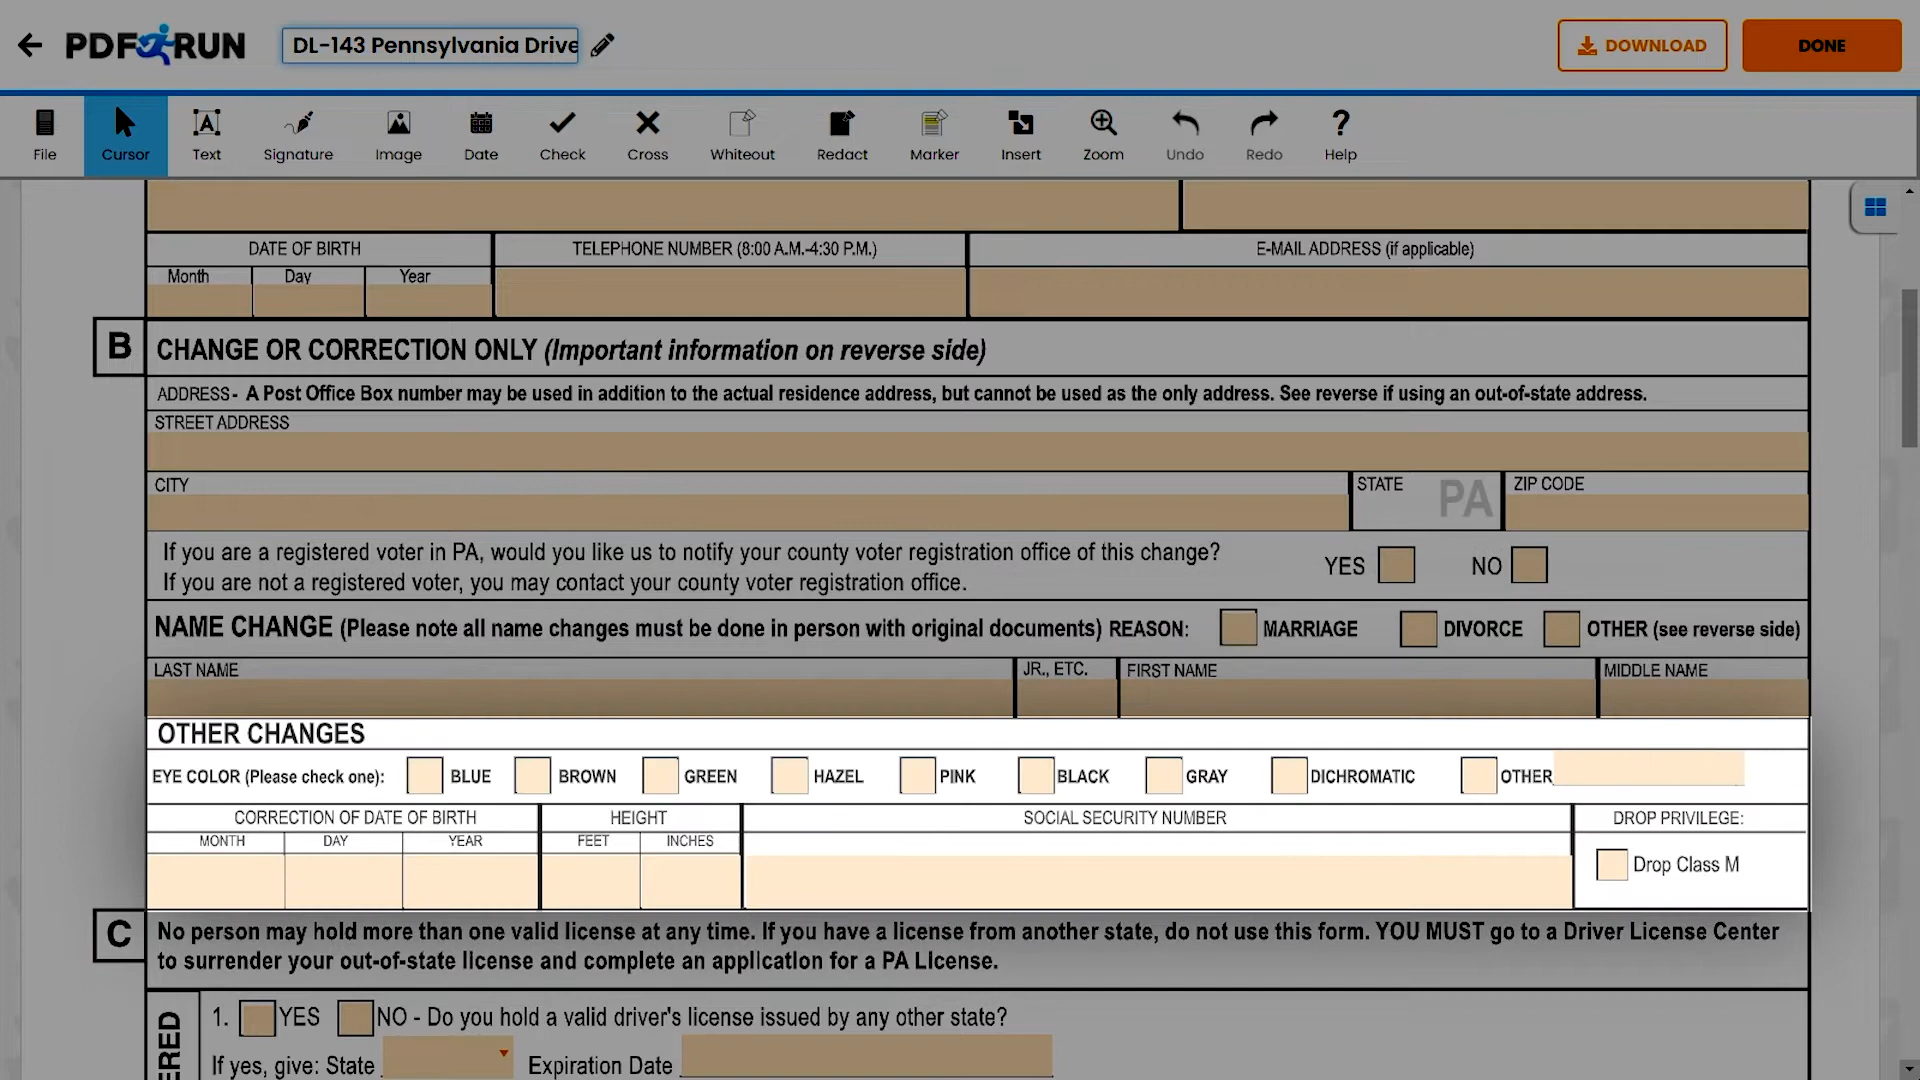 PDF RUN DL-143 Pennsylvania Drive DOWNLOAD DONE
File Cursor Text Signature Image Date Check Cross Whiteout Redact Marker Insert Zoom Undo Redo Help
DATE OF BIRTH TELEPHONE NUMBER (8:00 A.M.-4:30 P.M.) E-MAIL ADDRESS (if applicable)
Month Day Year
B CHANGE OR CORRECTION ONLY (Important information on reverse side)
ADDRESS - A Post Office Box number may be used in addition to the actual residence address, but cannot be used as the only address. See reverse if using an out-of-state address.
STREET ADDRESS
CITY STATE PA ZIP CODE
If you are a registered voter in PA, would you like us to notify your county voter registration office of this change? YES NO
If you are not a registered voter, you may contact your county voter registration office.
NAME CHANGE (Please note all name changes must be done in person with original documents) REASON: MARRIAGE DIVORCE OTHER (see reverse side)
LAST NAME JR., ETC. FIRST NAME MIDDLE NAME
OTHER CHANGES
EYE COLOR (Please check one): BLUE BROWN GREEN HAZEL PINK BLACK GRAY DICHROMATIC OTHER
CORRECTION OF DATE OF BIRTH HEIGHT SOCIAL SECURITY NUMBER DROP PRIVILEGE:
MONTH DAY YEAR FEET INCHES
Drop Class M
C No person may hold more than one valid license at any time. If you have a license from another state, do not use this form. YOU MUST go to a Driver License Center
to surrender your out-of-state license and complete an application for a PA License.
1. YES NO - Do you hold a valid driver's license issued by any other state?
If yes, give: State Expiration Date
ERED